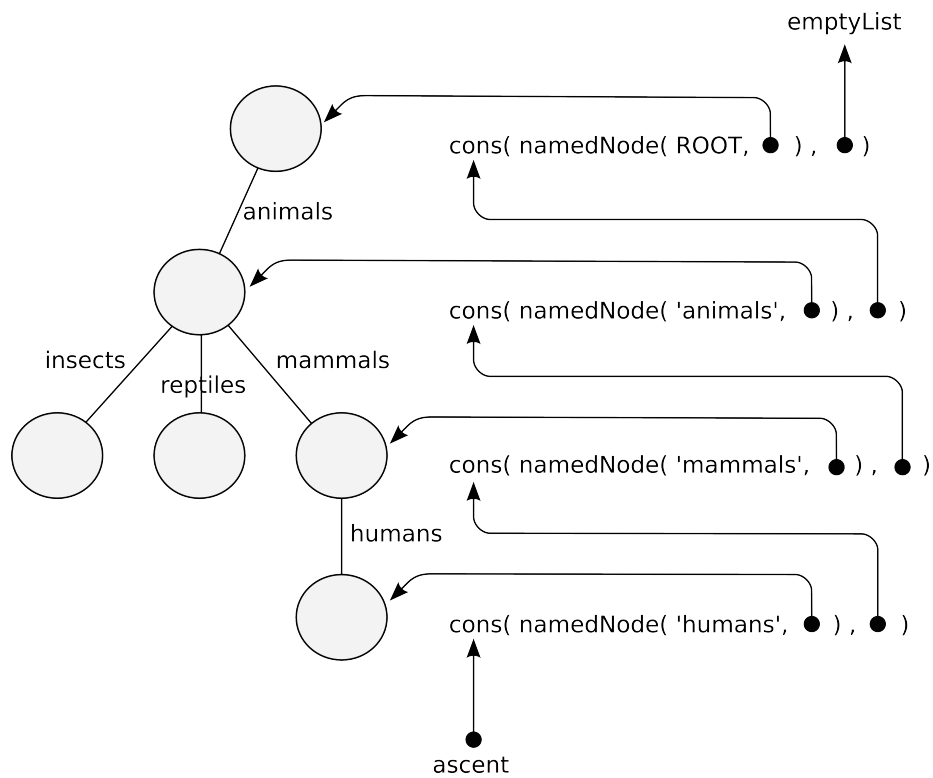 emptyList
cons( namedNode( ROOT, ) , )
animals
cons( namedNode( 'animals', ) , )
insects
reptiles
mammals
cons( namedNode( 'mammals', ) , )
humans
cons( namedNode( 'humans', ) , )
ascent